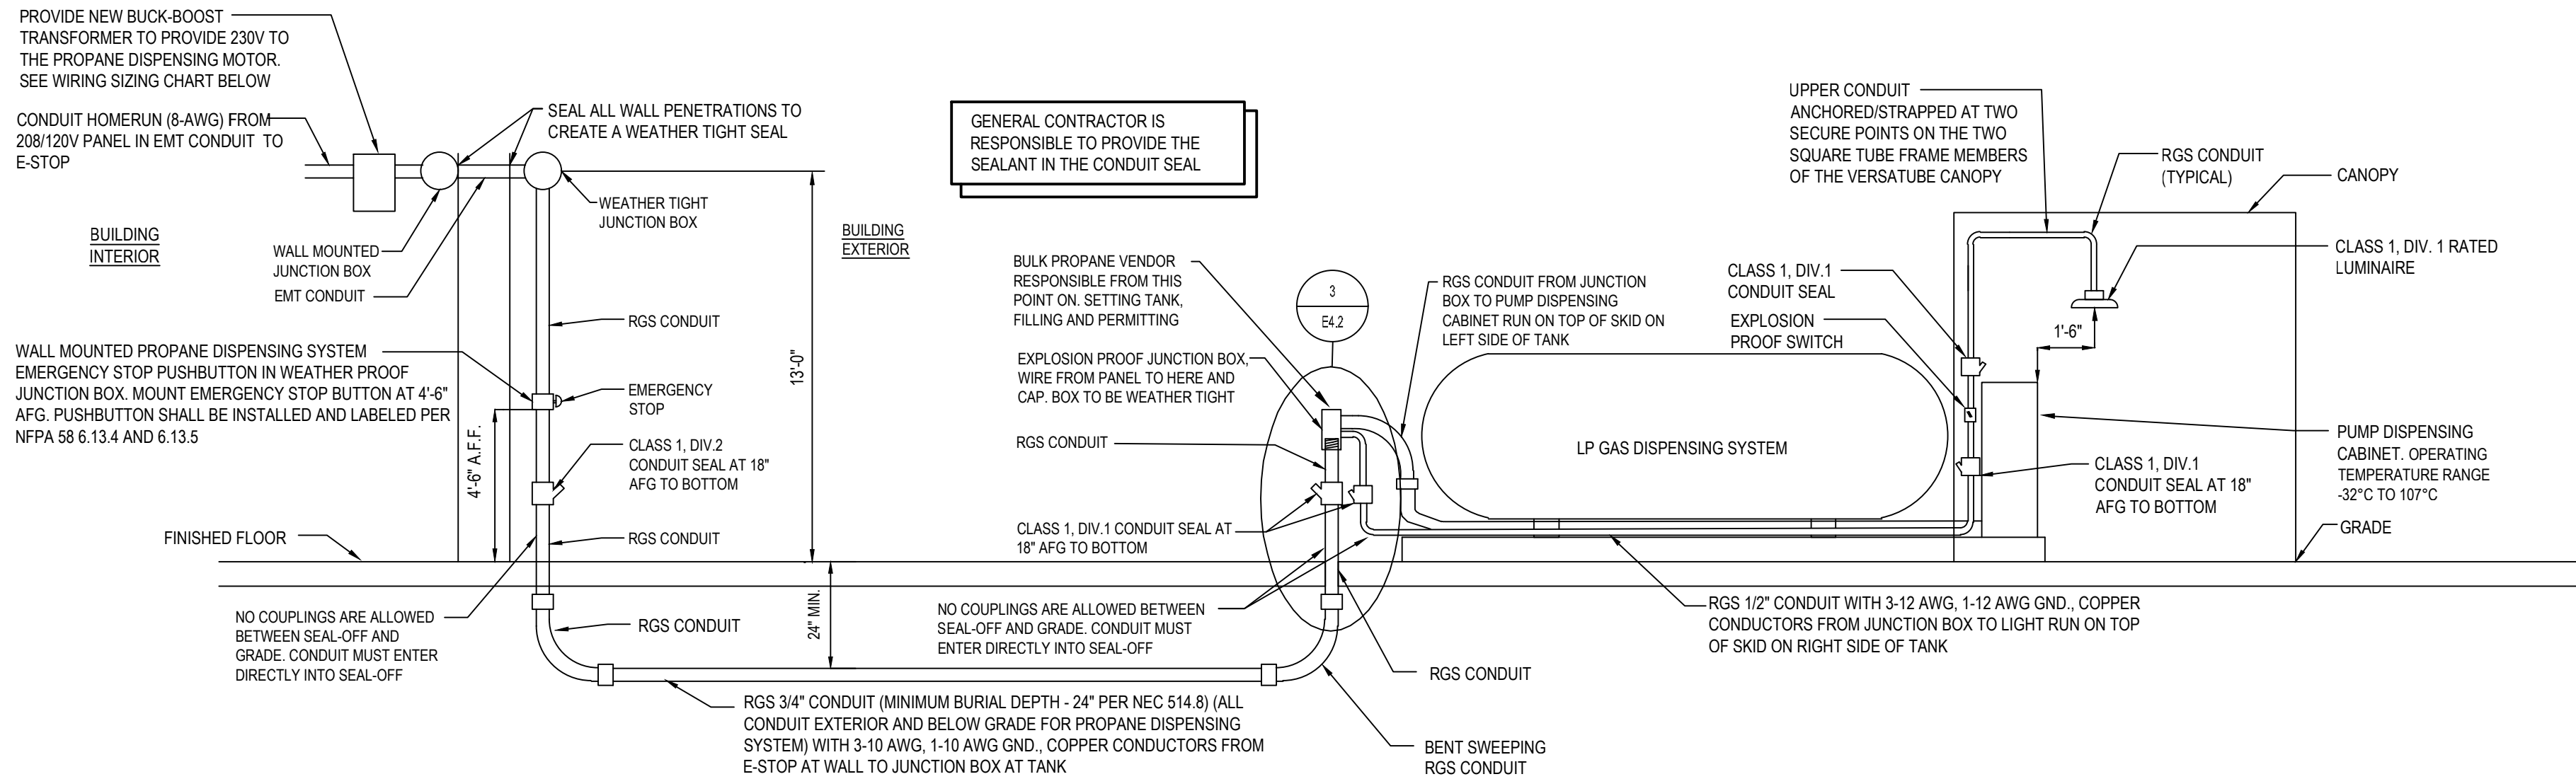 PROVIDE NEW BUCK-BOOST
TRANSFORMER TO PROVIDE 230V TO
THE PROPANE DISPENSING MOTOR.
SEE WIRING SIZING CHART BELOW
CONDUIT HOMERUN (8-AWG) FROM
208/120V PANEL IN EMT CONDUIT TO
E-STOP
SEAL ALL WALL PENETRATIONS TO
CREATE A WEATHER TIGHT SEAL
BUILDING
INTERIOR
WALL MOUNTED
JUNCTION BOX
EMT CONDUIT
WEATHER TIGHT
JUNCTION BOX
BUILDING
EXTERIOR
RGS CONDUIT
13'-0"
WALL MOUNTED PROPANE DISPENSING SYSTEM
EMERGENCY STOP PUSHBUTTON IN WEATHER PROOF
JUNCTION BOX. MOUNT EMERGENCY STOP BUTTON AT 4'-6"
AFG. PUSHBUTTON SHALL BE INSTALLED AND LABELED PER
NFPA 58 6.13.4 AND 6.13.5
EMERGENCY
STOP
4'-6" A.F.F.
CLASS 1, DIV.2
CONDUIT SEAL AT 18"
AFG TO BOTTOM
FINISHED FLOOR
RGS CONDUIT
NO COUPLINGS ARE ALLOWED
BETWEEN SEAL-OFF AND
GRADE. CONDUIT MUST ENTER
DIRECTLY INTO SEAL-OFF
RGS CONDUIT
24" MIN.
GENERAL CONTRACTOR IS
RESPONSIBLE TO PROVIDE THE
SEALANT IN THE CONDUIT SEAL
BULK PROPANE VENDOR
RESPONSIBLE FROM THIS
POINT ON. SETTING TANK,
FILLING AND PERMITTING
3
E4.2
EXPLOSION PROOF JUNCTION BOX,
WIRE FROM PANEL TO HERE AND
CAP. BOX TO BE WEATHER TIGHT
RGS CONDUIT
CLASS 1, DIV.1 CONDUIT SEAL AT
18" AFG TO BOTTOM
NO COUPLINGS ARE ALLOWED BETWEEN
SEAL-OFF AND GRADE. CONDUIT MUST
ENTER DIRECTLY INTO SEAL-OFF
RGS 3/4" CONDUIT (MINIMUM BURIAL DEPTH - 24" PER NEC 514.8) (ALL
CONDUIT EXTERIOR AND BELOW GRADE FOR PROPANE DISPENSING
SYSTEM) WITH 3-10 AWG, 1-10 AWG GND., COPPER CONDUCTORS FROM
E-STOP AT WALL TO JUNCTION BOX AT TANK
RGS CONDUIT
BENT SWEEPING
RGS CONDUIT
RGS CONDUIT FROM JUNCTION
BOX TO PUMP DISPENSING
CABINET RUN ON TOP OF SKID ON
LEFT SIDE OF TANK
LP GAS DISPENSING SYSTEM
RGS 1/2" CONDUIT WITH 3-12 AWG, 1-12 AWG GND., COPPER
CONDUCTORS FROM JUNCTION BOX TO LIGHT RUN ON TOP
OF SKID ON RIGHT SIDE OF TANK
UPPER CONDUIT
ANCHORED/STRAPPED AT TWO
SECURE POINTS ON THE TWO
SQUARE TUBE FRAME MEMBERS
OF THE VERSATUBE CANOPY
RGS CONDUIT
(TYPICAL)
CANOPY
CLASS 1, DIV. 1 RATED
LUMINAIRE
CLASS 1, DIV.1
CONDUIT SEAL
EXPLOSION
PROOF SWITCH
1'-6"
PUMP DISPENSING
CABINET. OPERATING
TEMPERATURE RANGE
-32°C TO 107°C
CLASS 1, DIV.1
CONDUIT SEAL AT 18"
AFG TO BOTTOM
GRADE